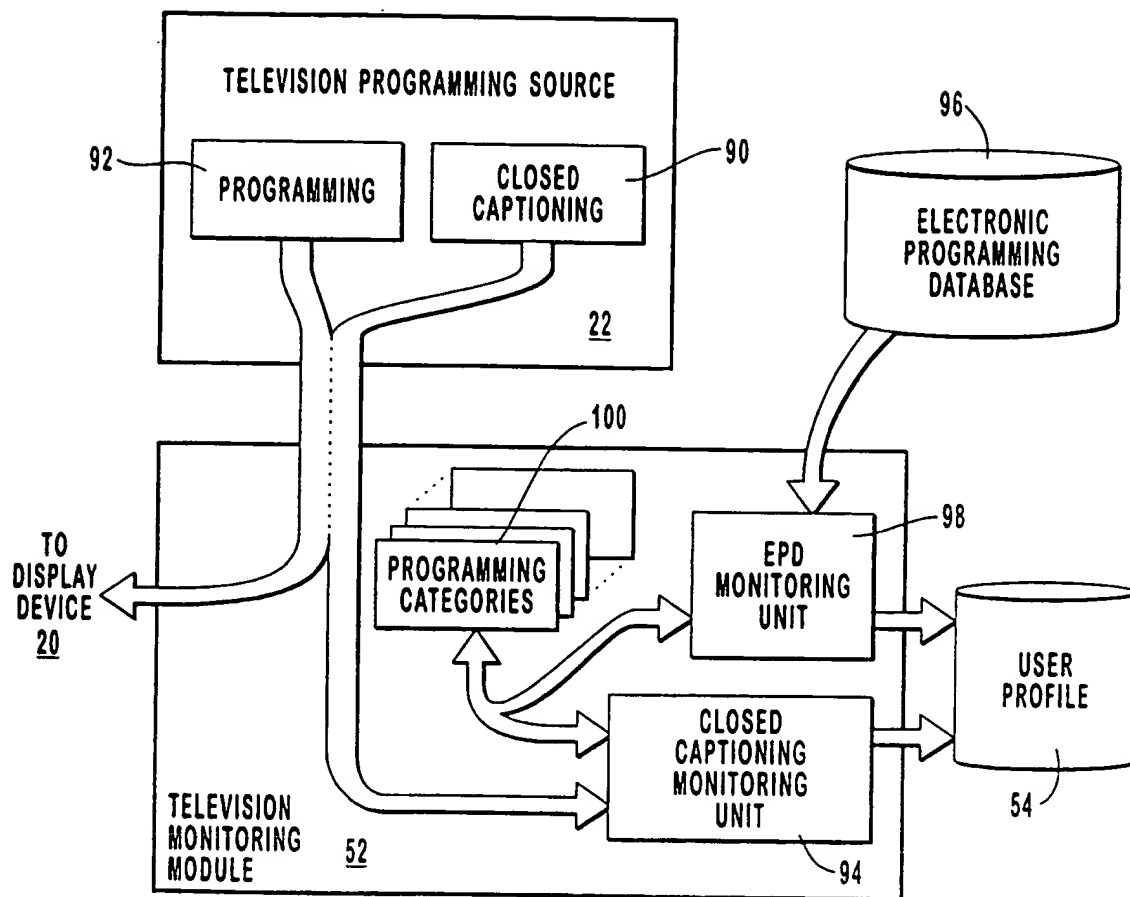 TELEVISION PROGRAMMING SOURCE
92
PROGRAMMING
90
CLOSED
CAPTIONING
22
96
ELECTRONIC
PROGRAMMING
DATABASE
100
PROGRAMMING
CATEGORIES
98
EPD
MONITORING
UNIT
TO
DISPLAY
DEVICE
20
USER
PROFILE
54
CLOSED
CAPTIONING
MONITORING
UNIT
94
TELEVISION
MONITORING
MODULE
52